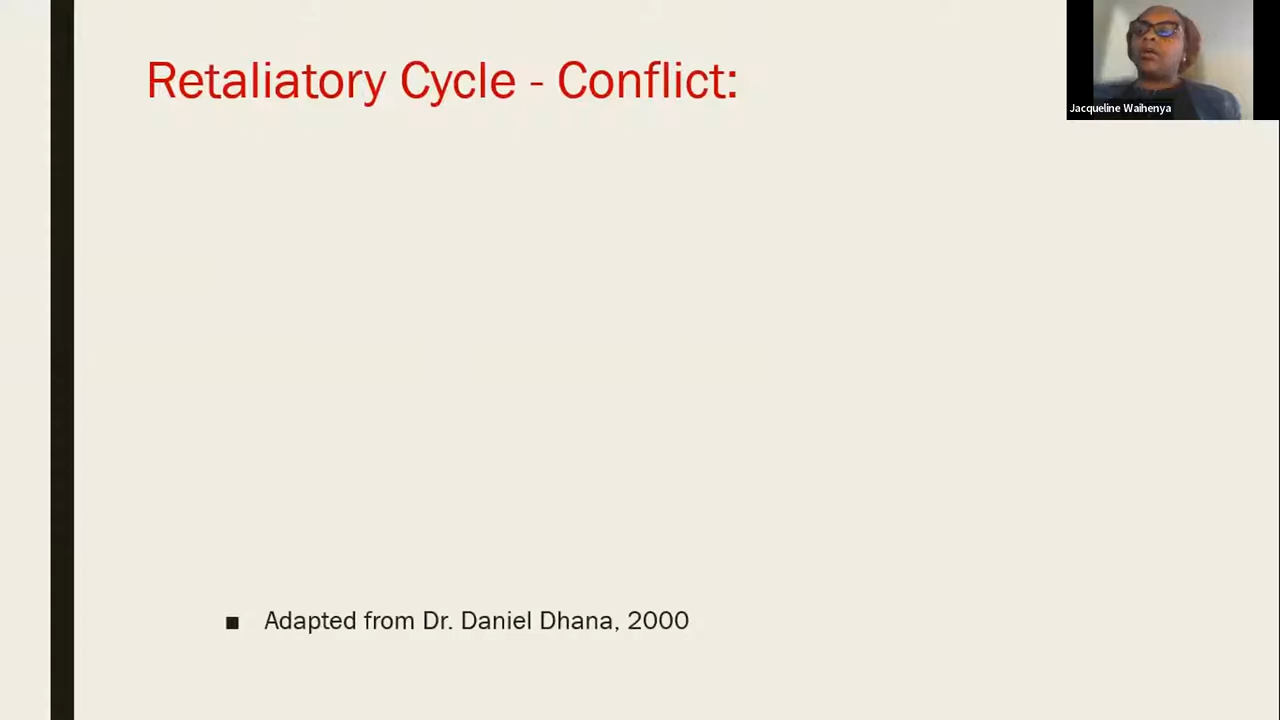 Retaliatory Cycle - Conflict:
Jacqueline Waihenya
■ Adapted from Dr. Daniel Dhana, 2000